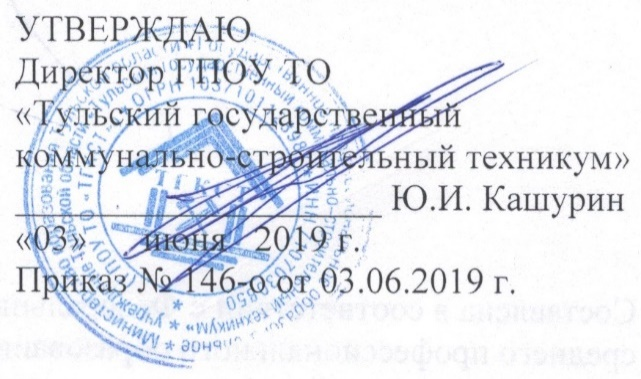 УТВЕРЖДАЮ
Директор ГПОУ ТО
«Тульский государственный
коммунально-строительный техникум»
Ю.И. Кашурин
«03» июня 2019 г.
Приказ № 146-о от 03.06.2019 г.
ТГКСТ